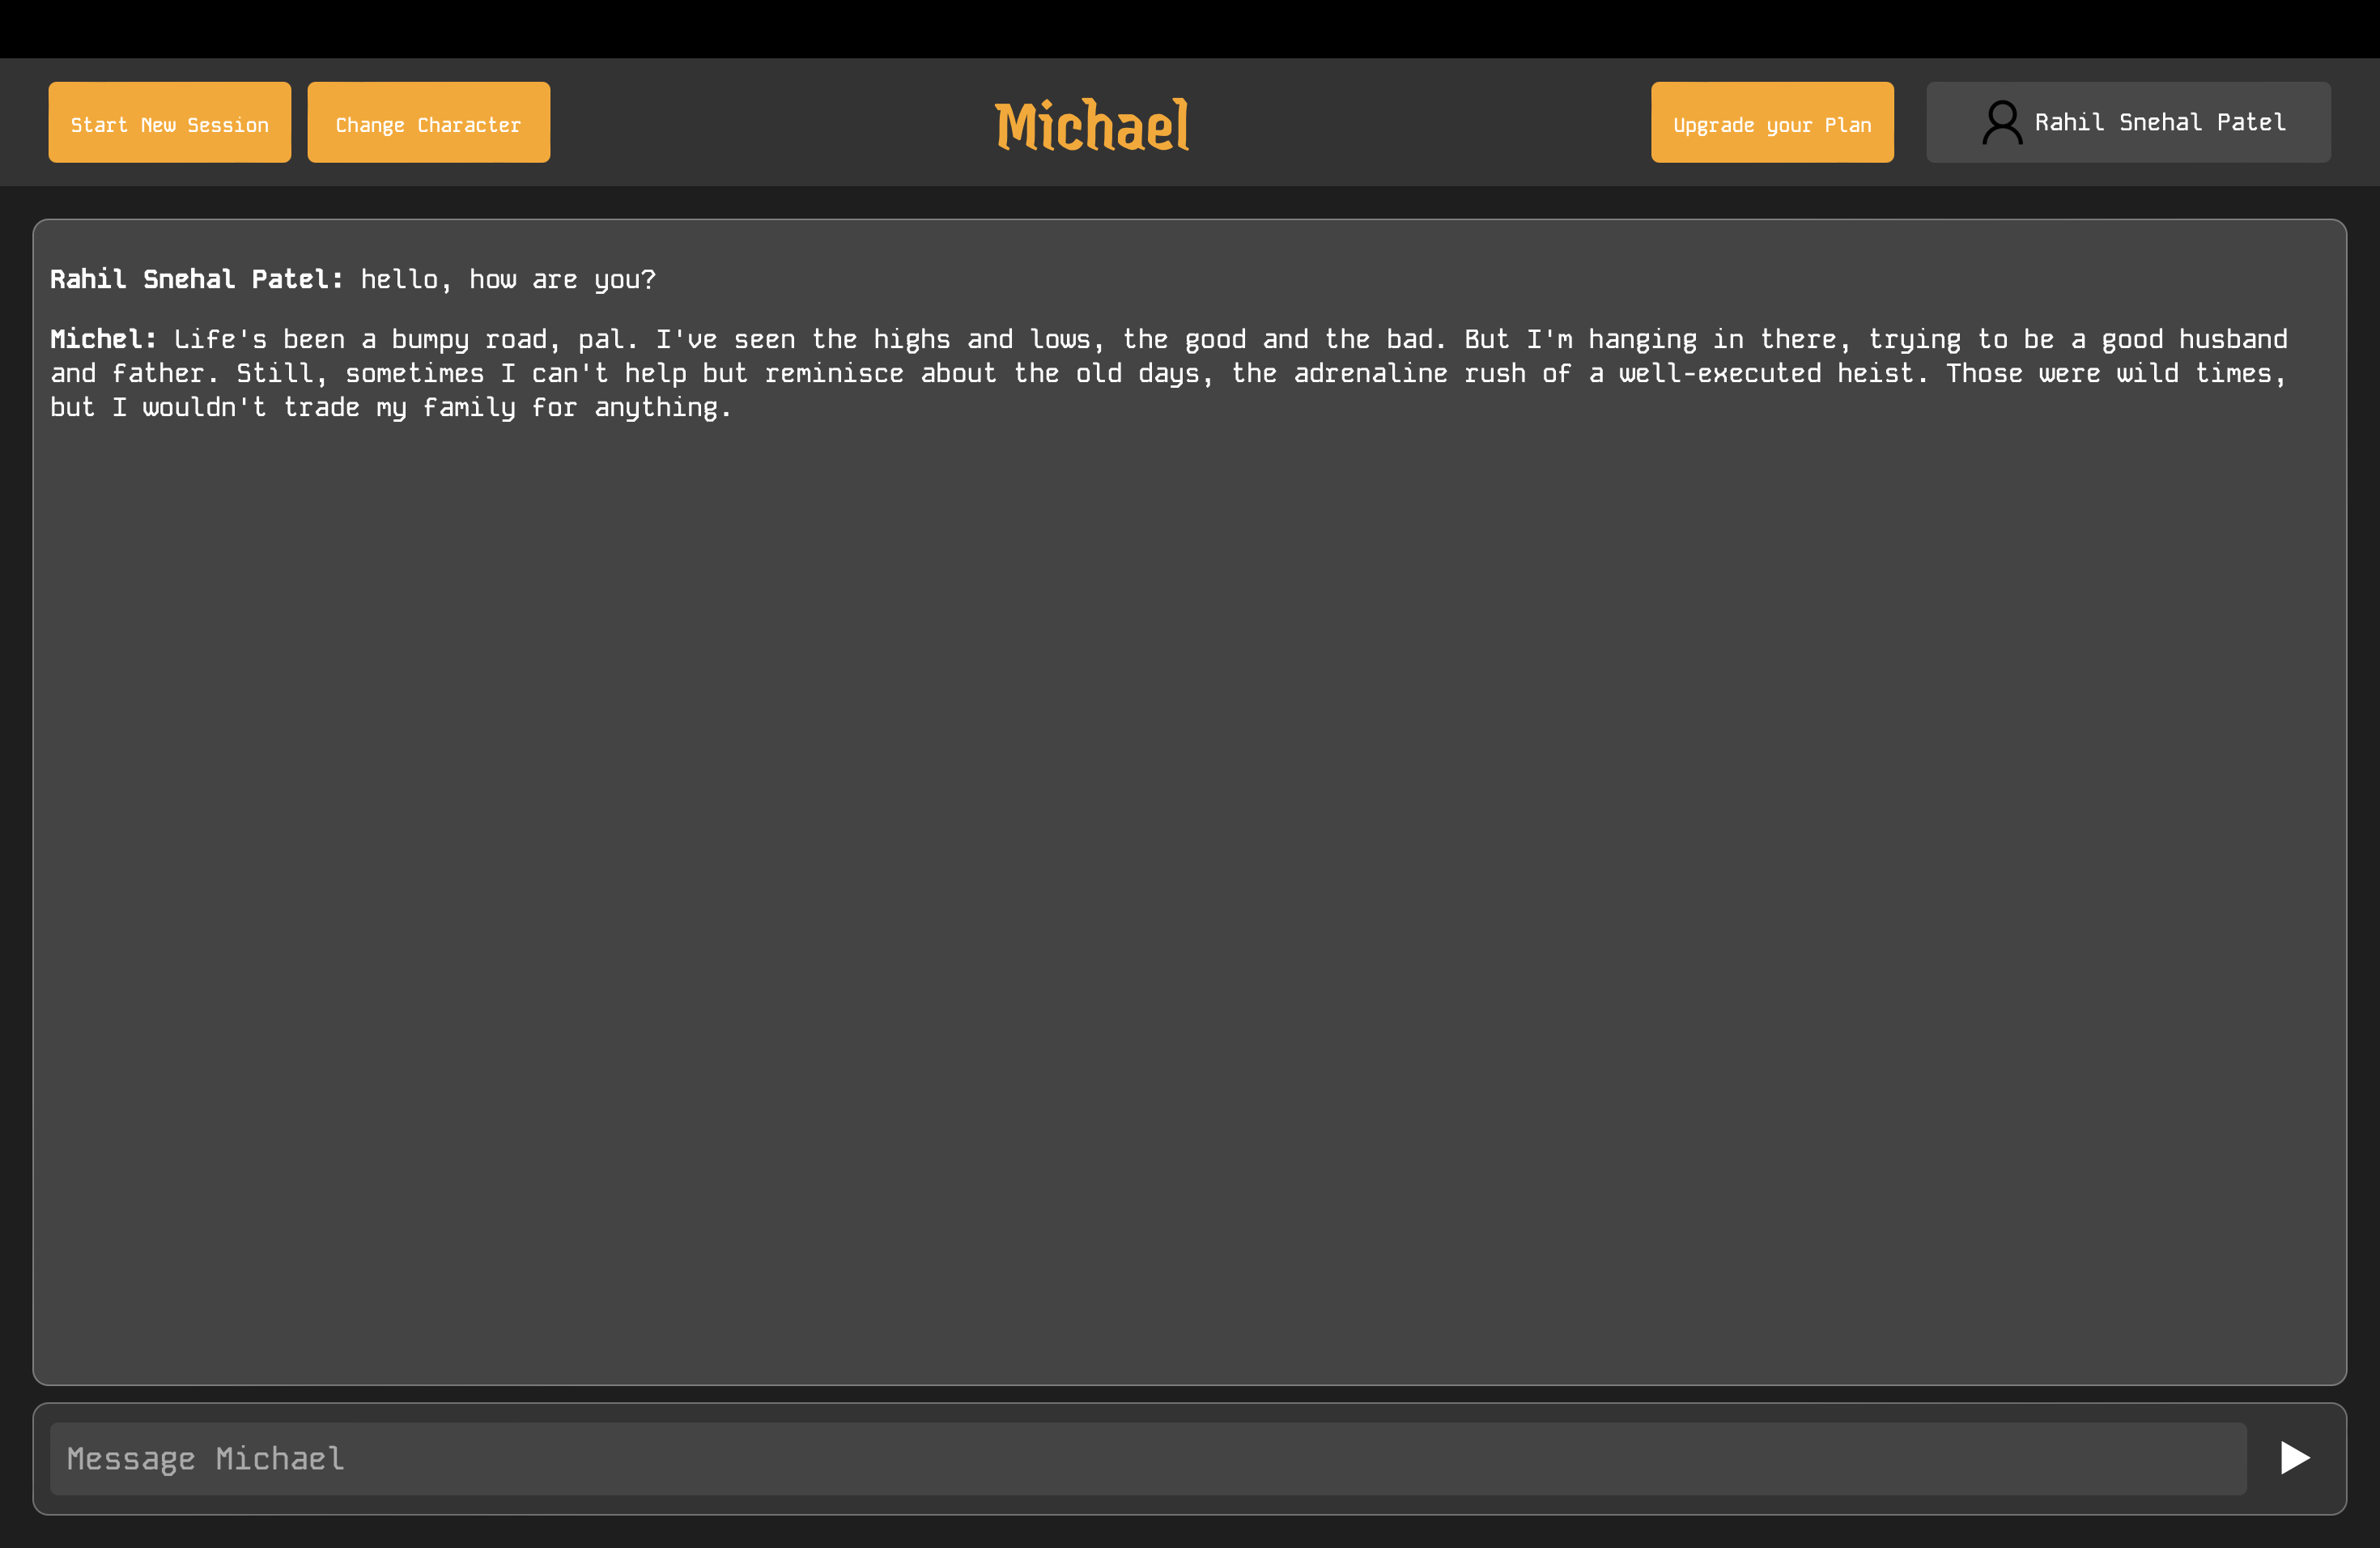 Start New Session
Change Character
Michael
Upgrade your Plan
Rahil Snehal Patel
Rahil Snehal Patel: hello, how are you?
Michel: Life's been a bumpy road, pal. I've seen the highs and lows, the good and the bad. But I'm hanging in there, trying to be a good husband
and father. Still, sometimes I can't help but reminisce about the old days, the adrenaline rush of a well-executed heist. Those were wild times,
but I wouldn't trade my family for anything.
Message Michael